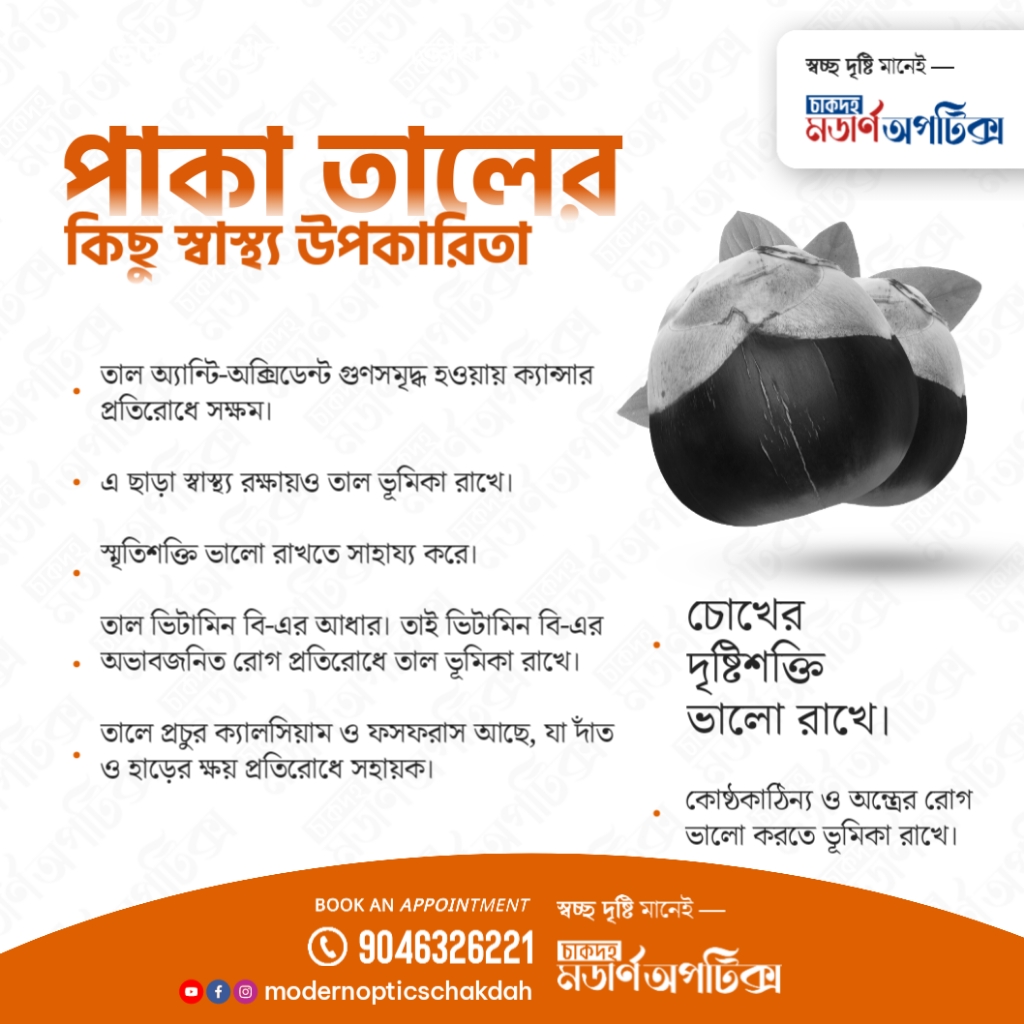 স্বচ্ছ দৃষ্টি মানেই —
চাকদহ
মডার্ণ অপটিক্স
পাকা তালের
কিছু স্বাস্থ্য উপকারিতা
তাল অ্যান্টি-অক্সিডেন্ট গুণসমৃদ্ধ হওয়ায় ক্যান্সার
প্রতিরোধে সক্ষম।
এ ছাড়া স্বাস্থ্য রক্ষায়ও তাল ভূমিকা রাখে।
স্মৃতিশক্তি ভালো রাখতে সাহায্য করে।
তাল ভিটামিন বি-এর আধার। তাই ভিটামিন বি-এর
অভাবজনিত রোগ প্রতিরোধে তাল ভূমিকা রাখে।
তালে প্রচুর ক্যালসিয়াম ও ফসফরাস আছে, যা দাঁত
ও হাড়ের ক্ষয় প্রতিরোধে সহায়ক।
চোখের
দৃষ্টিশক্তি
ভালো রাখে।
কোষ্ঠকাঠিন্য ও অন্ত্রের রোগ
ভালো করতে ভূমিকা রাখে।
BOOK AN APPOINTMENT
9046326221
modernopticschakdah
স্বচ্ছ দৃষ্টি মানেই —
চাকদহ
মডার্ণ অপটিক্স